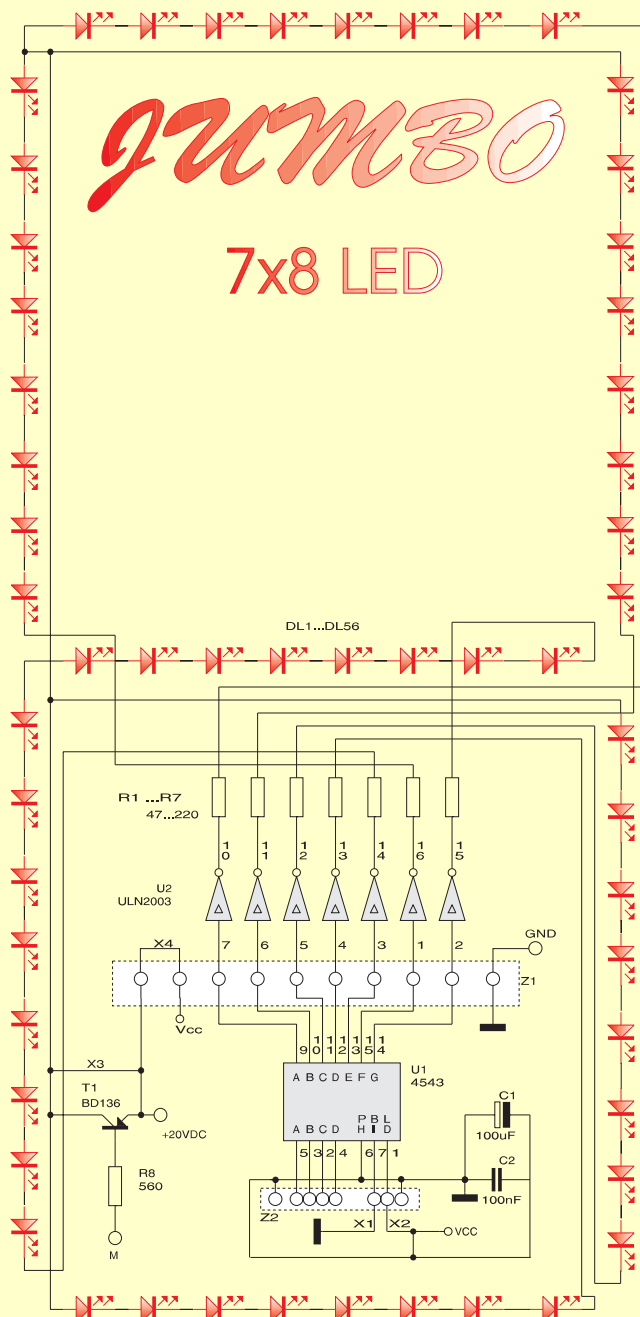 JUMBO
7x8 LED
DL1...DL56
R1 ...R7
47...220
10 11 12 13 14 16 15
U2
ULN2003
7 6 5 4 3 1 2
GND
X4
Z1
Vcc
9 10 11 12 13 15 14
U1
4543
A B C D E F G
X3
T1
BD136
+20VDC
A B C D PH BI LD
C1
100uF
R8
560
5 3 2 4 6 7 1
C2
100nF
Z2
X1 X2
VCC
M